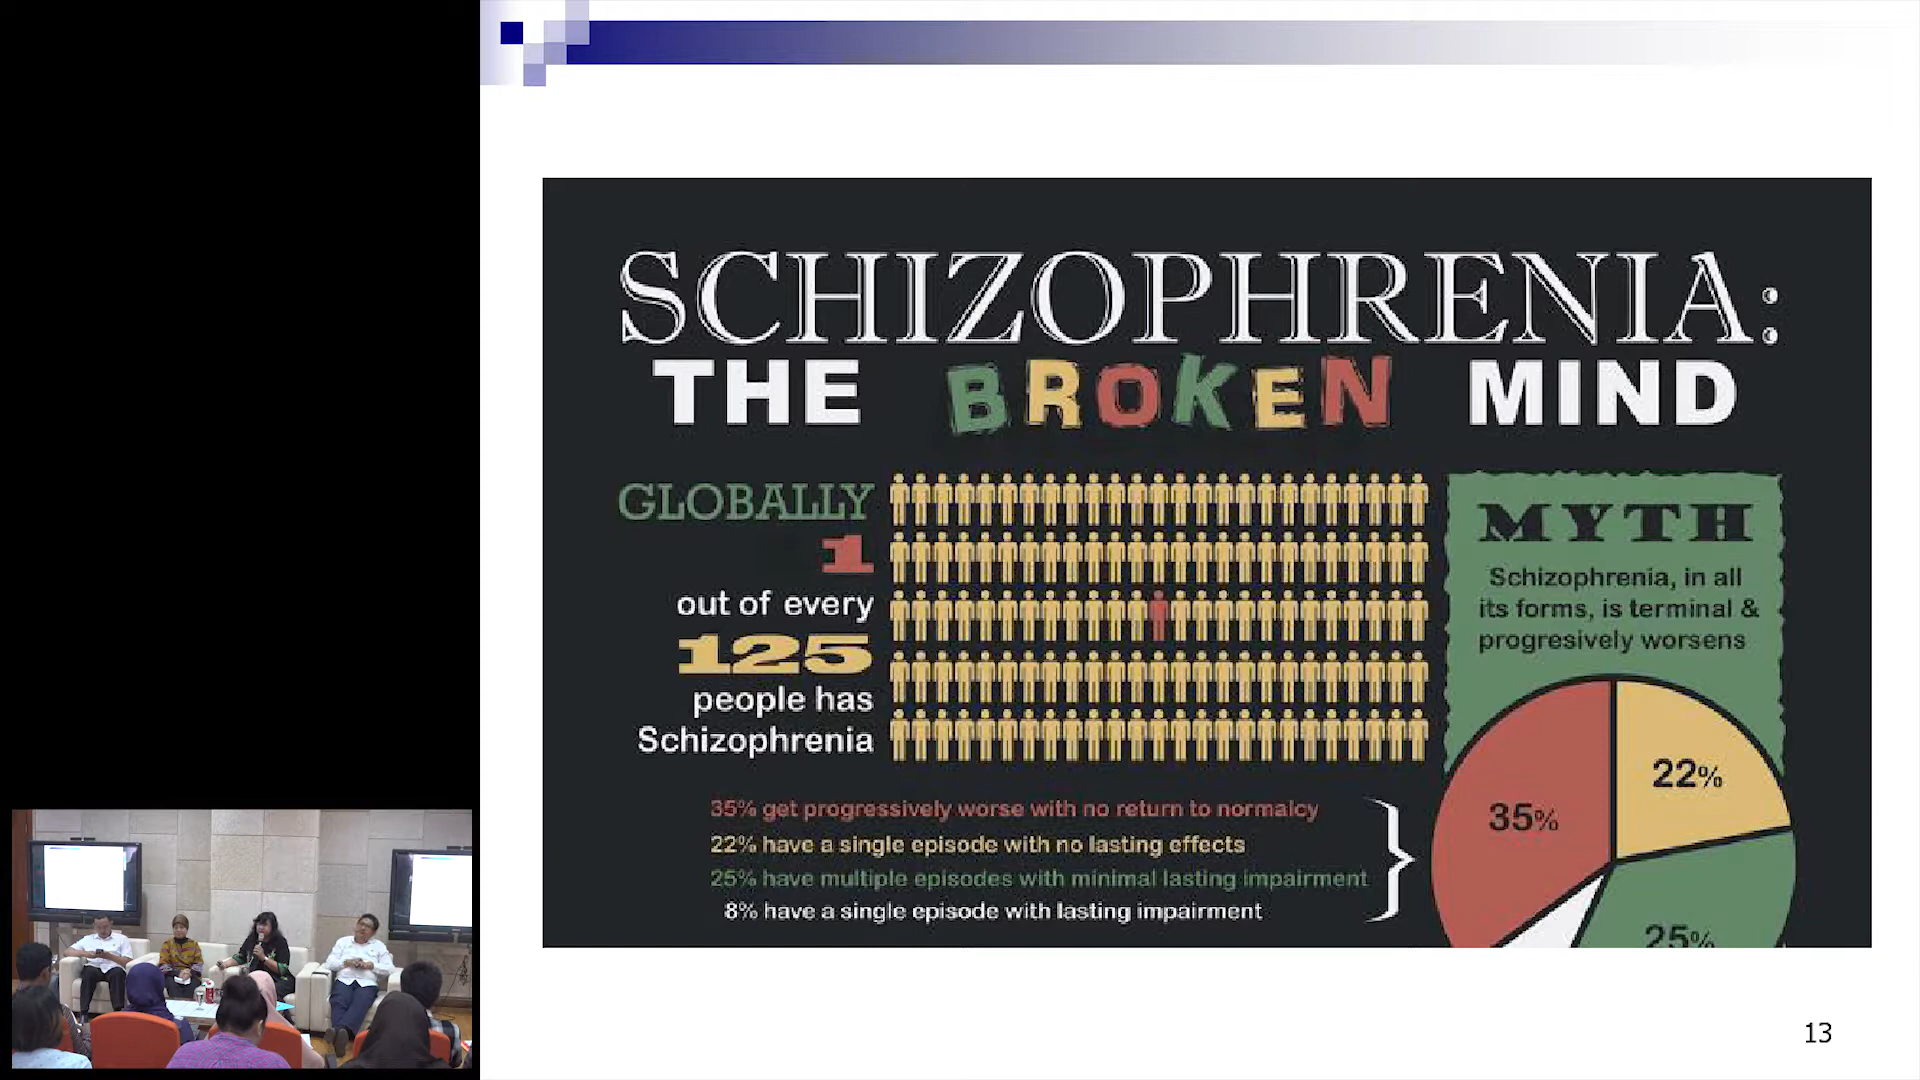 SCHIZOPHRENIA:
THE BROKEN MIND
GLOBALLY
1
out of every
125
people has
Schizophrenia
MYTH
Schizophrenia, in all
its forms, is terminal &
progresively worsens
35%
22%
25%
35% get progressively worse with no return to normalcy
22% have a single episode with no lasting effects
25% have multiple episodes with minimal lasting impairment
8% have a single episode with lasting impairment
13